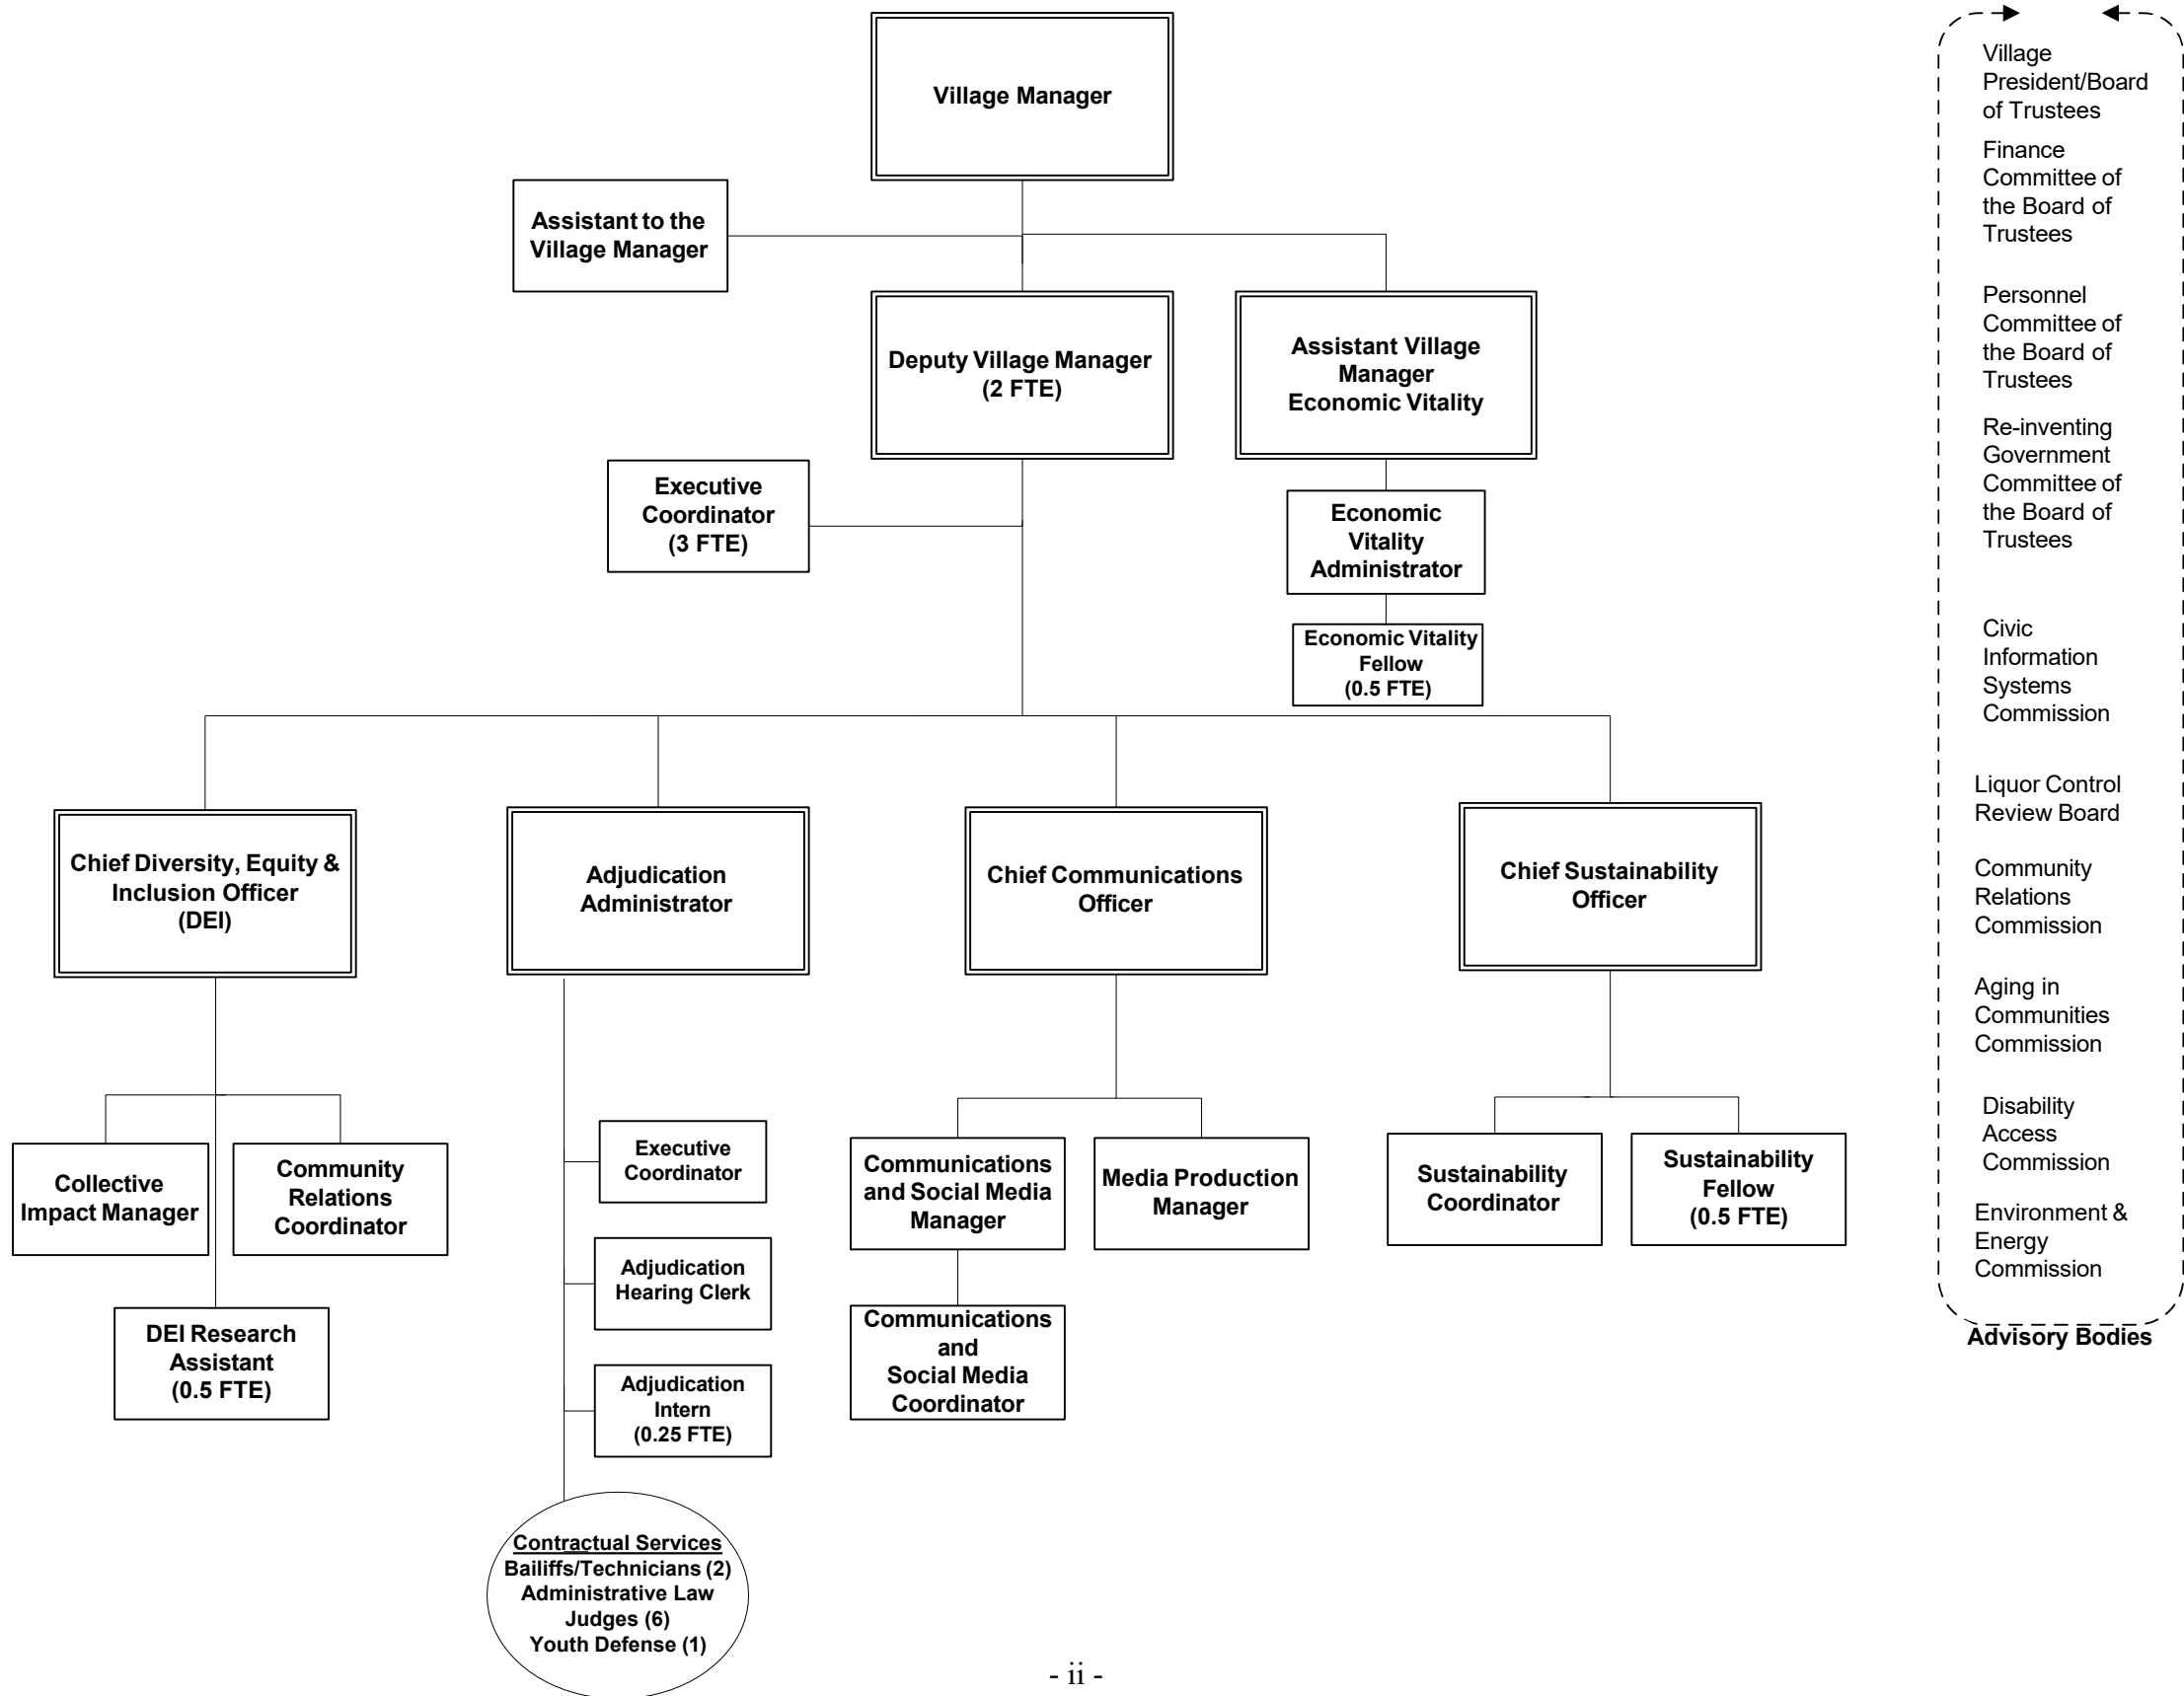 Village Manager
Assistant to the
Village Manager
Deputy Village Manager
(2 FTE)
Assistant Village
Manager
Economic Vitality
Executive
Coordinator
(3 FTE)
Economic
Vitality
Administrator
Economic Vitality
Fellow
(0.5 FTE)
Chief Diversity, Equity &
Inclusion Officer
(DEI)
Adjudication
Administrator
Chief Communications
Officer
Chief Sustainability
Officer
Collective
Impact Manager
Community
Relations
Coordinator
DEI Research
Assistant
(0.5 FTE)
Executive
Coordinator
Adjudication
Hearing Clerk
Adjudication
Intern
(0.25 FTE)
Contractual Services
Bailiffs/Technicians (2)
Administrative Law
Judges (6)
Youth Defense (1)
Communications
and Social Media
Manager
Media Production
Manager
Communications
and
Social Media
Coordinator
Sustainability
Coordinator
Sustainability
Fellow
(0.5 FTE)
Village
President/Board
of Trustees
Finance
Committee of
the Board of
Trustees
Personnel
Committee of
the Board of
Trustees
Re-inventing
Government
Committee of
the Board of
Trustees
Civic
Information
Systems
Commission
Liquor Control
Review Board
Community
Relations
Commission
Aging in
Communities
Commission
Disability
Access
Commission
Environment &
Energy
Commission
Advisory Bodies
- ii -